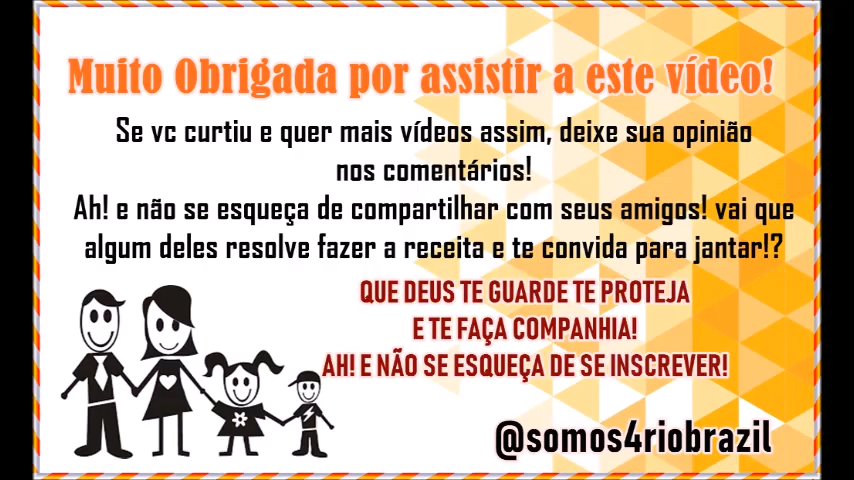 Muito Obrigada por assistir a este vídeo!
Se vc curtiu e quer mais vídeos assim, deixe sua opinião
nos comentários!
Ah! e não se esqueça de compartilhar com seus amigos! vai que
algum deles resolve fazer a receita e te convida para jantar!?
QUE DEUS TE GUARDE TE PROTEJA
E TE FAÇA COMPANHIA!
AH! E NÃO SE ESQUEÇA DE SE INSCREVER!
@somos4riobrazil